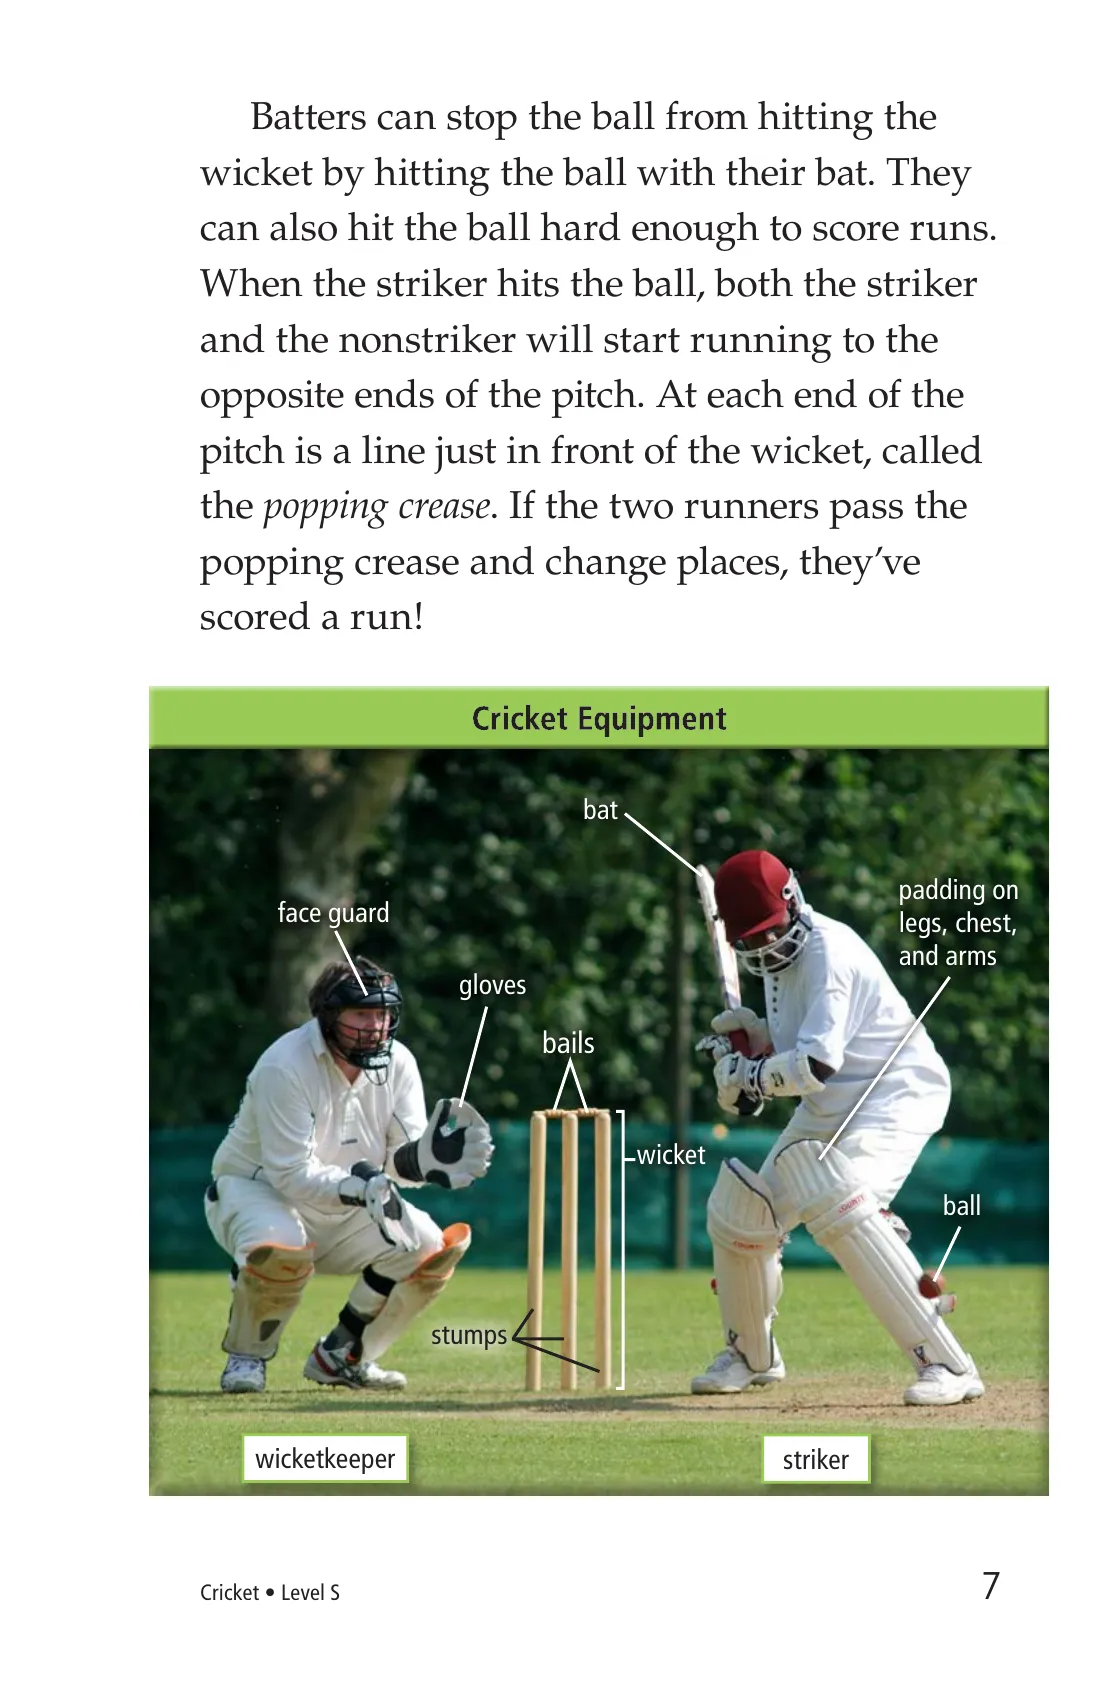 Batters can stop the ball from hitting the
wicket by hitting the ball with their bat. They
can also hit the ball hard enough to score runs.
When the striker hits the ball, both the striker
and the nonstriker will start running to the
opposite ends of the pitch. At each end of the
pitch is a line just in front of the wicket, called
the popping crease. If the two runners pass the
popping crease and change places, they’ve
scored a run!
Cricket Equipment
bat
padding on
legs, chest,
and arms
face guard
gloves
bails
wicket
ball
stumps
wicketkeeper
striker
Cricket • Level S
7